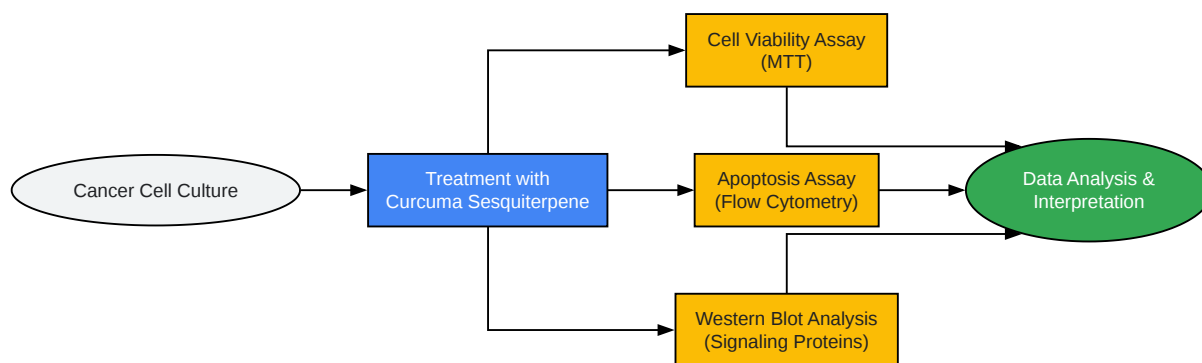 Cancer Cell Culture
Treatment with
Curcuma Sesquiterpene
Cell Viability Assay
(MTT)
Apoptosis Assay
(Flow Cytometry)
Western Blot Analysis
(Signaling Proteins)
Data Analysis &
Interpretation